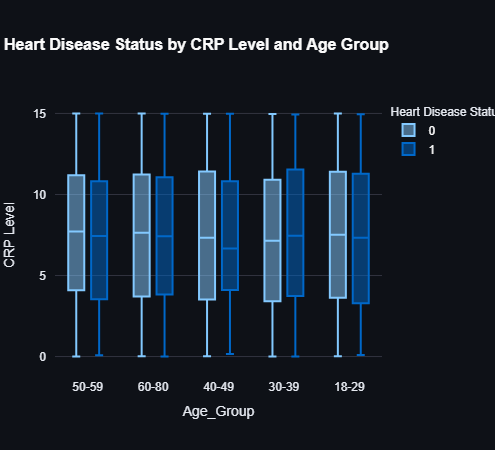 Heart Disease Status by CRP Level and Age Group
Heart Disease Statu
0
1
15
10
5
0
CRP Level
50-59 60-80 40-49 30-39 18-29
Age_Group